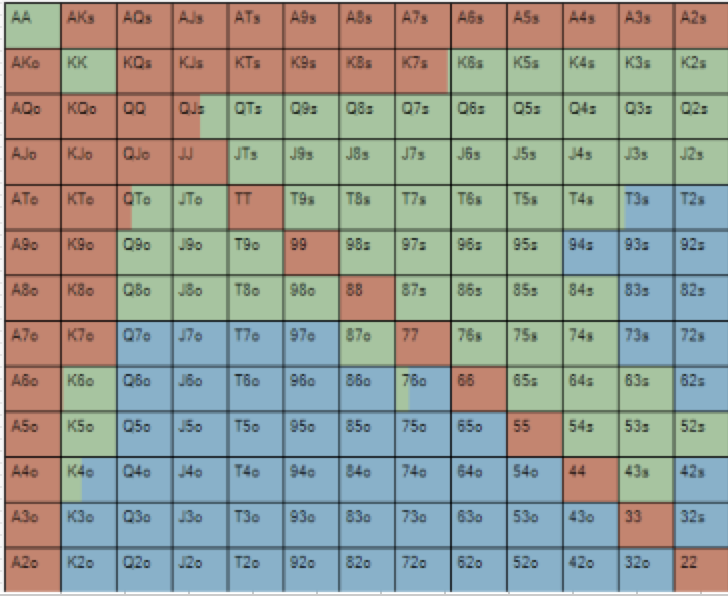 AA AKs AQs AJs ATs A9s A8s A7s A6s A5s A4s A3s A2s
AKo KK KQs KJs KTs K9s K8s K7s K6s K5s K4s K3s K2s
AQo KQo QQ QJs QTs Q9s Q8s Q7s Q6s Q5s Q4s Q3s Q2s
AJo KJo QJo JJ JTs J9s J8s J7s J6s J5s J4s J3s J2s
ATo KTo QTo JTo TT T9s T8s T7s T6s T5s T4s T3s T2s
A9o K9o Q9o J9o T9o 99 98s 97s 96s 95s 94s 93s 92s
A8o K8o Q8o J8o T8o 98o 88 87s 86s 85s 84s 83s 82s
A7o K7o Q7o J7o T7o 97o 87o 77 76s 75s 74s 73s 72s
A6o K6o Q6o J6o T6o 96o 86o 76o 66 65s 64s 63s 62s
A5o K5o Q5o J5o T5o 95o 85o 75o 65o 55 54s 53s 52s
A4o K4o Q4o J4o T4o 94o 84o 74o 64o 54o 44 43s 42s
A3o K3o Q3o J3o T3o 93o 83o 73o 63o 53o 43o 33 32s
A2o K2o Q2o J2o T2o 92o 82o 72o 62o 52o 42o 32o 22